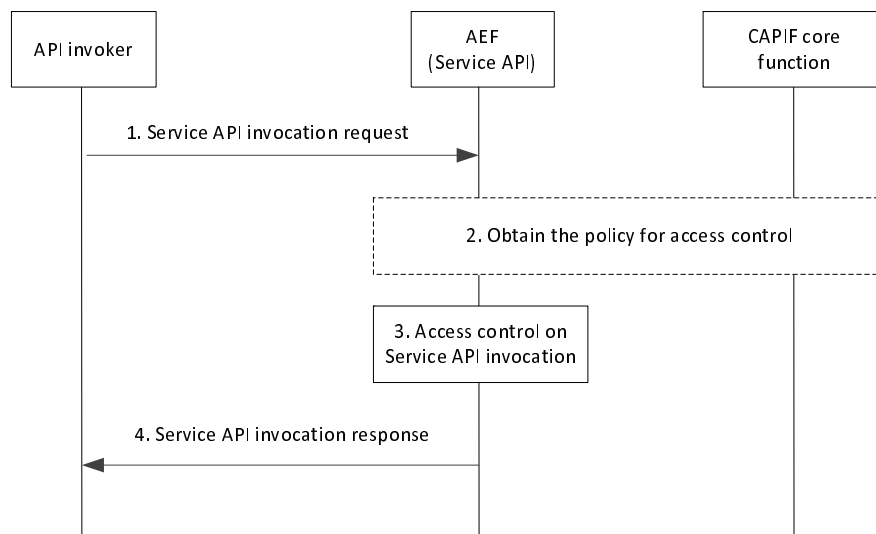 API invoker
AEF
(Service API)
CAPIF core
function
1. Service API invocation request
2. Obtain the policy for access control
3. Access control on
Service API invocation
4. Service API invocation response